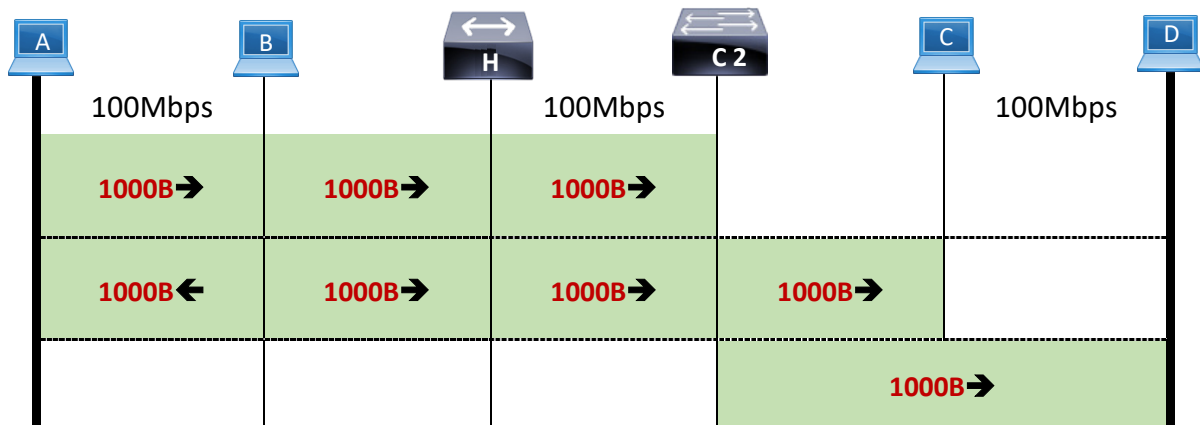 A B H C 2 C D
100Mbps 100Mbps 100Mbps
1000B➔ 1000B➔ 1000B➔
1000B🡰 1000B➔ 1000B➔ 1000B➔
1000B➔